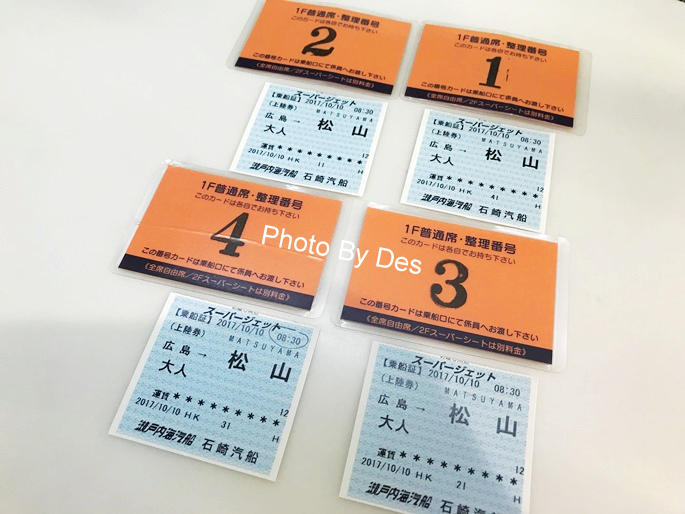 1F普通席・整理番号
このカードは各自でお持ち下さい
2
この番号カードは乗船口にて係員へお渡し下さい
《全席自由席/2Fスーパーシートは別料金》
1F普通席・整理番号
このカードは各自でお持ち下さい
1
この番号カードは乗船口にて係員へお渡し下さい
《全席自由席/2Fスーパーシートは別料金》
スーパージェット
【乗船証】2017/10/10 08:30
(上陸券) MATSUYAMA
広島→ 松山
大人
運賃*********12
2017/10/10 HK 11 H
瀬戸内海汽船 石崎汽船
スーパージェット
【乗船証】2017/10/10 08:30
(上陸券) MATSUYAMA
広島→ 松山
大人
運賃*********12
2017/10/10 HK 41 H
瀬戸内海汽船 石崎汽船
1F普通席・整理番号
このカードは各自でお持ち下さい
4
この番号カードは乗船口にて係員へお渡し下さい
《全席自由席/2Fスーパーシートは別料金》
1F普通席・整理番号
このカードは各自でお持ち下さい
3
この番号カードは乗船口にて係員へお渡し下さい
《全席自由席/2Fスーパーシートは別料金》
Photo By Des
スーパージェット
【乗船証】2017/10/10 08:30
(上陸券) MATSUYAMA
広島→ 松山
大人
運賃*********12
2017/10/10 HK 31 H
瀬戸内海汽船 石崎汽船
スーパージェット
【乗船証】2017/10/10 08:30
(上陸券) MATSUYAMA
広島→ 松山
大人
運賃*********12
2017/10/10 HK 21 H
瀬戸内海汽船 石崎汽船